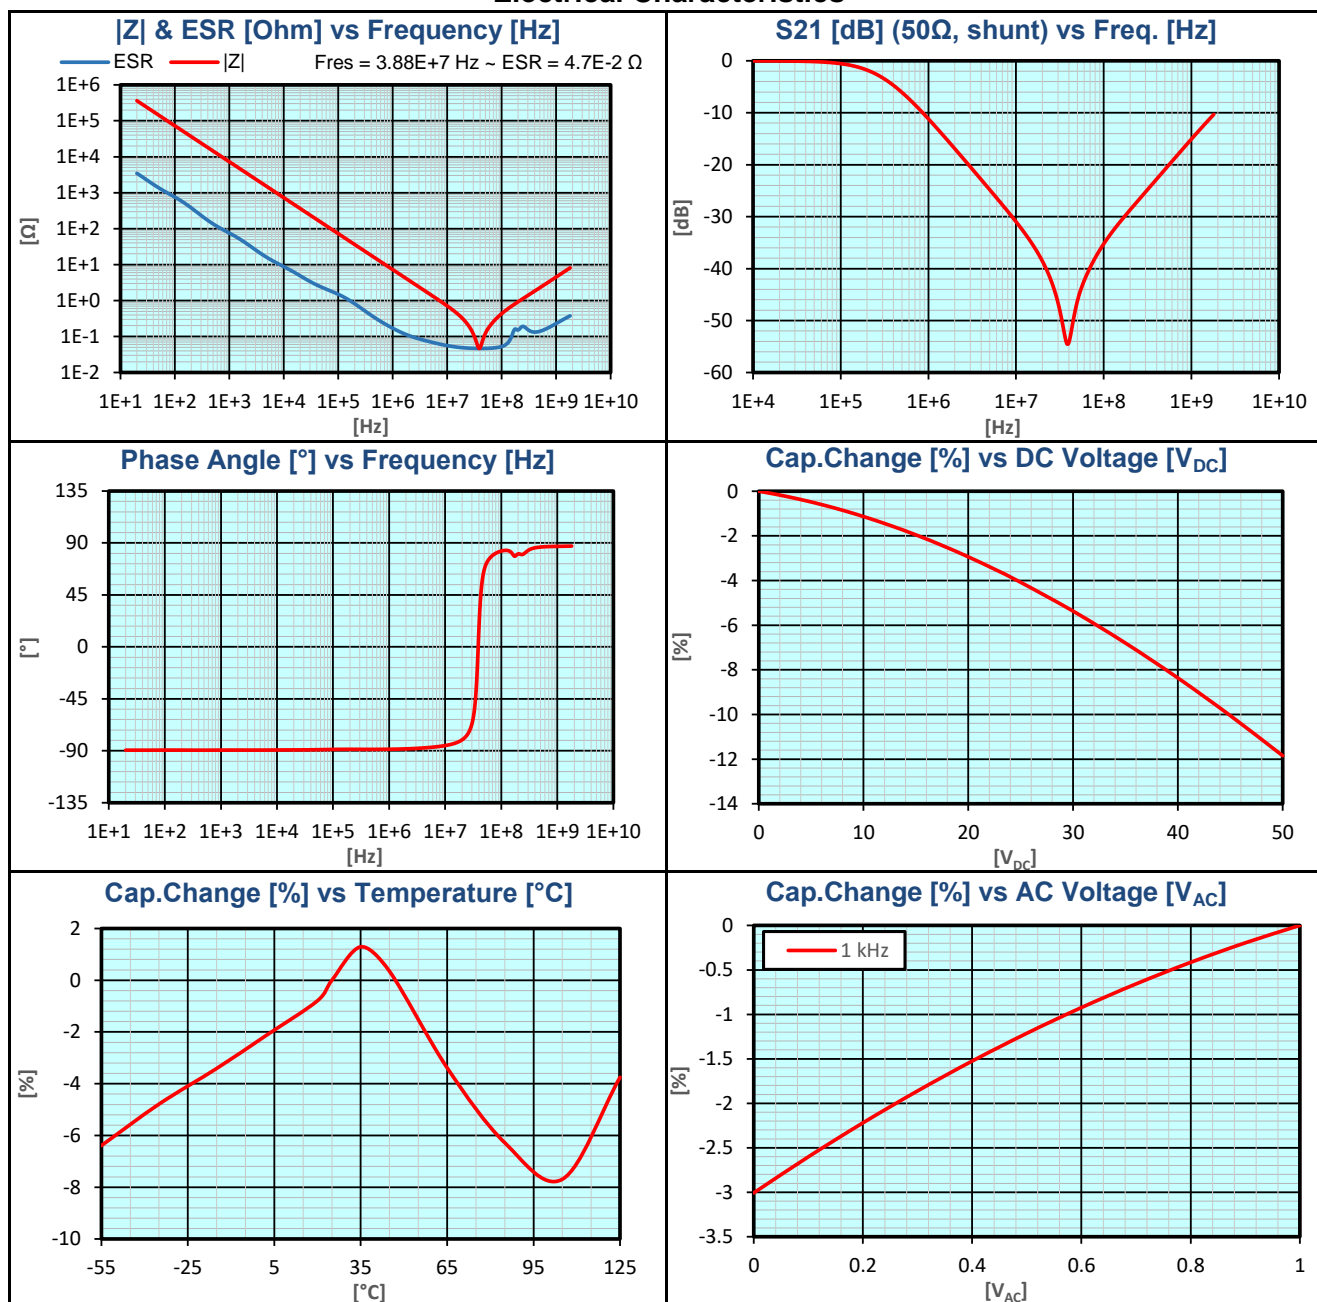 |Z| & ESR [Ohm] vs Frequency [Hz]
ESR |Z| Fres = 3.88E+7 Hz ~ ESR = 4.7E-2 Ω
1E+6
1E+5
1E+4
1E+3
1E+2
1E+1
1E+0
1E-1
1E-2
[Ω]
1E+1 1E+2 1E+3 1E+4 1E+5 1E+6 1E+7 1E+8 1E+9 1E+10
[Hz]
S21 [dB] (50Ω, shunt) vs Freq. [Hz]
0
-10
-20
-30
-40
-50
-60
[dB]
1E+4 1E+5 1E+6 1E+7 1E+8 1E+9 1E+10
[Hz]
Phase Angle [°] vs Frequency [Hz]
135
90
45
0
-45
-90
-135
[°]
1E+1 1E+2 1E+3 1E+4 1E+5 1E+6 1E+7 1E+8 1E+9 1E+10
[Hz]
Cap.Change [%] vs DC Voltage [VDC]
0
-2
-4
-6
-8
-10
-12
-14
[%]
0 10 20 30 40 50
[VDC]
Cap.Change [%] vs Temperature [°C]
2
0
-2
-4
-6
-8
-10
[%]
-55 -25 5 35 65 95 125
[°C]
Cap.Change [%] vs AC Voltage [VAC]
1 kHz
0
-0.5
-1
-1.5
-2
-2.5
-3
-3.5
[%]
0 0.2 0.4 0.6 0.8 1
[VAC]